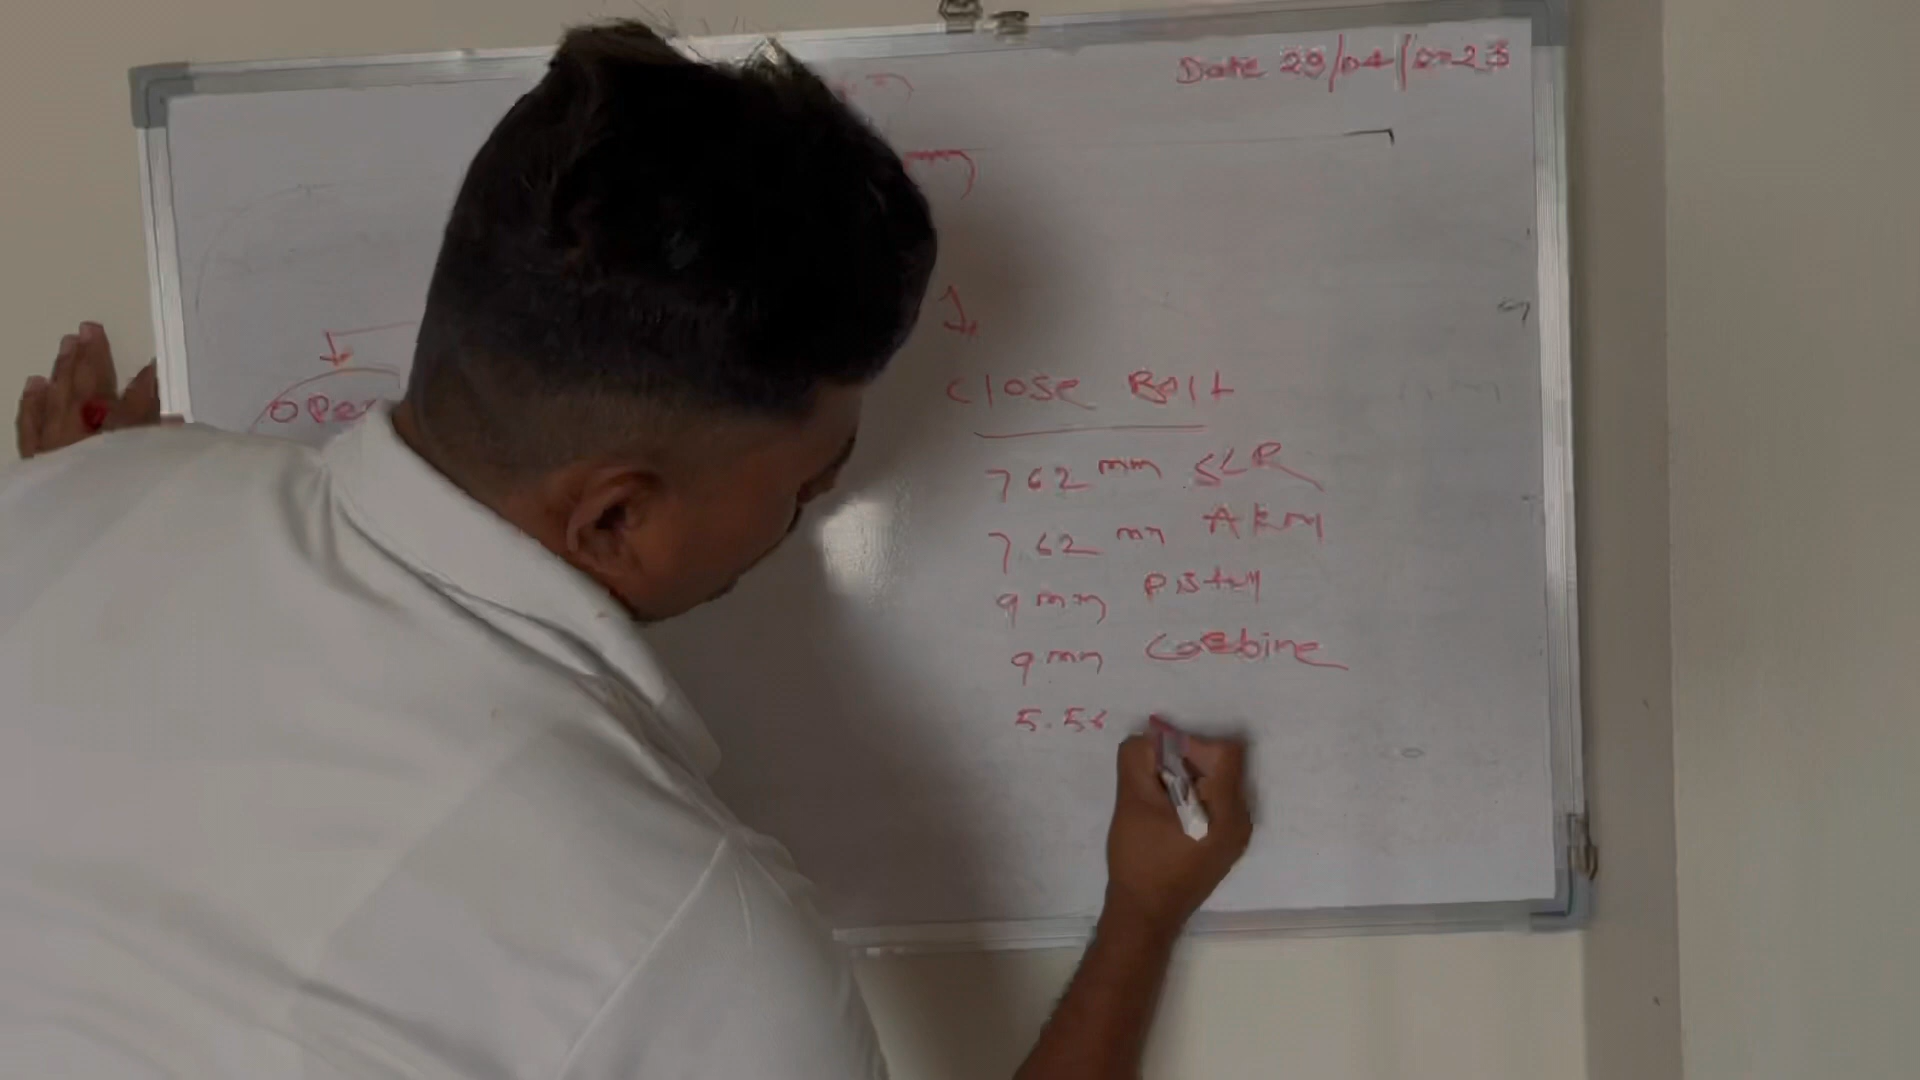 Date 29/04/2023
Close Bolt
762 mm SLR
7.62 mm AKM
9 mm Pistol
9 mm Carbine
5.56